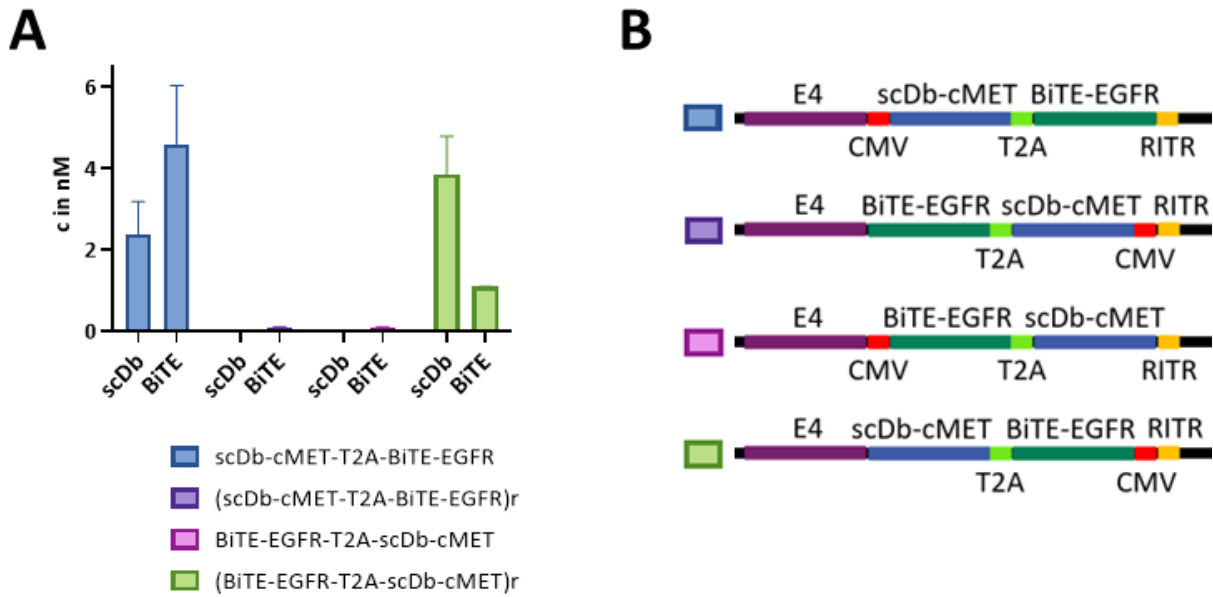 A
B
c in nM
6
4
2
0
scDb
BiTE
scDb
BiTE
scDb
BiTE
scDb
BiTE
scDb-cMET-T2A-BiTE-EGFR
(scDb-cMET-T2A-BiTE-EGFR)r
BiTE-EGFR-T2A-scDb-cMET
(BiTE-EGFR-T2A-scDb-cMET)r
E4 scDb-cMET BiTE-EGFR
CMV T2A RITR
E4 BiTE-EGFR scDb-cMET RITR
T2A CMV
E4 BiTE-EGFR scDb-cMET
CMV T2A RITR
E4 scDb-cMET BiTE-EGFR RITR
T2A CMV